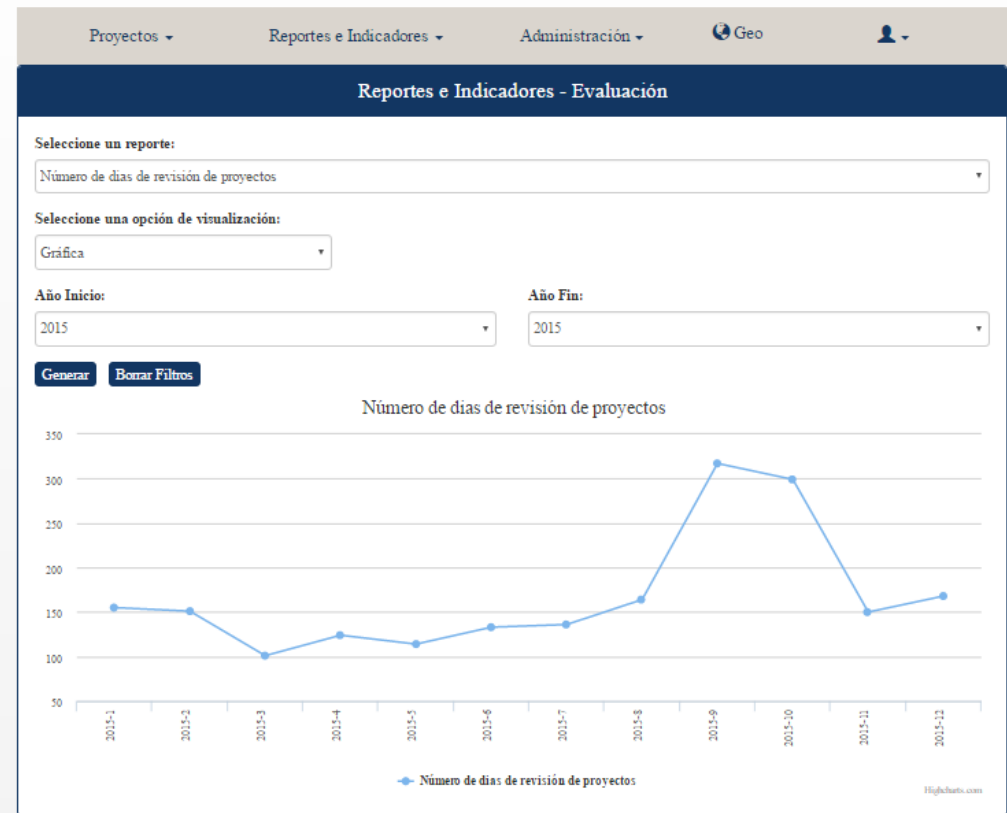 Proyectos Reportes e Indicadores Administración Geo
Reportes e Indicadores - Evaluación
Seleccione un reporte:
Número de dias de revisión de proyectos
Seleccione una opción de visualización:
Gráfica
Año Inicio: Año Fin:
2015 2015
Generar Borrar Filtros
Número de dias de revisión de proyectos
350
300
250
200
150
100
50
2015-1 2015-2 2015-3 2015-4 2015-5 2015-6 2015-7 2015-8 2015-9 2015-10 2015-11 2015-12
Número de dias de revisión de proyectos
Highcharts.com